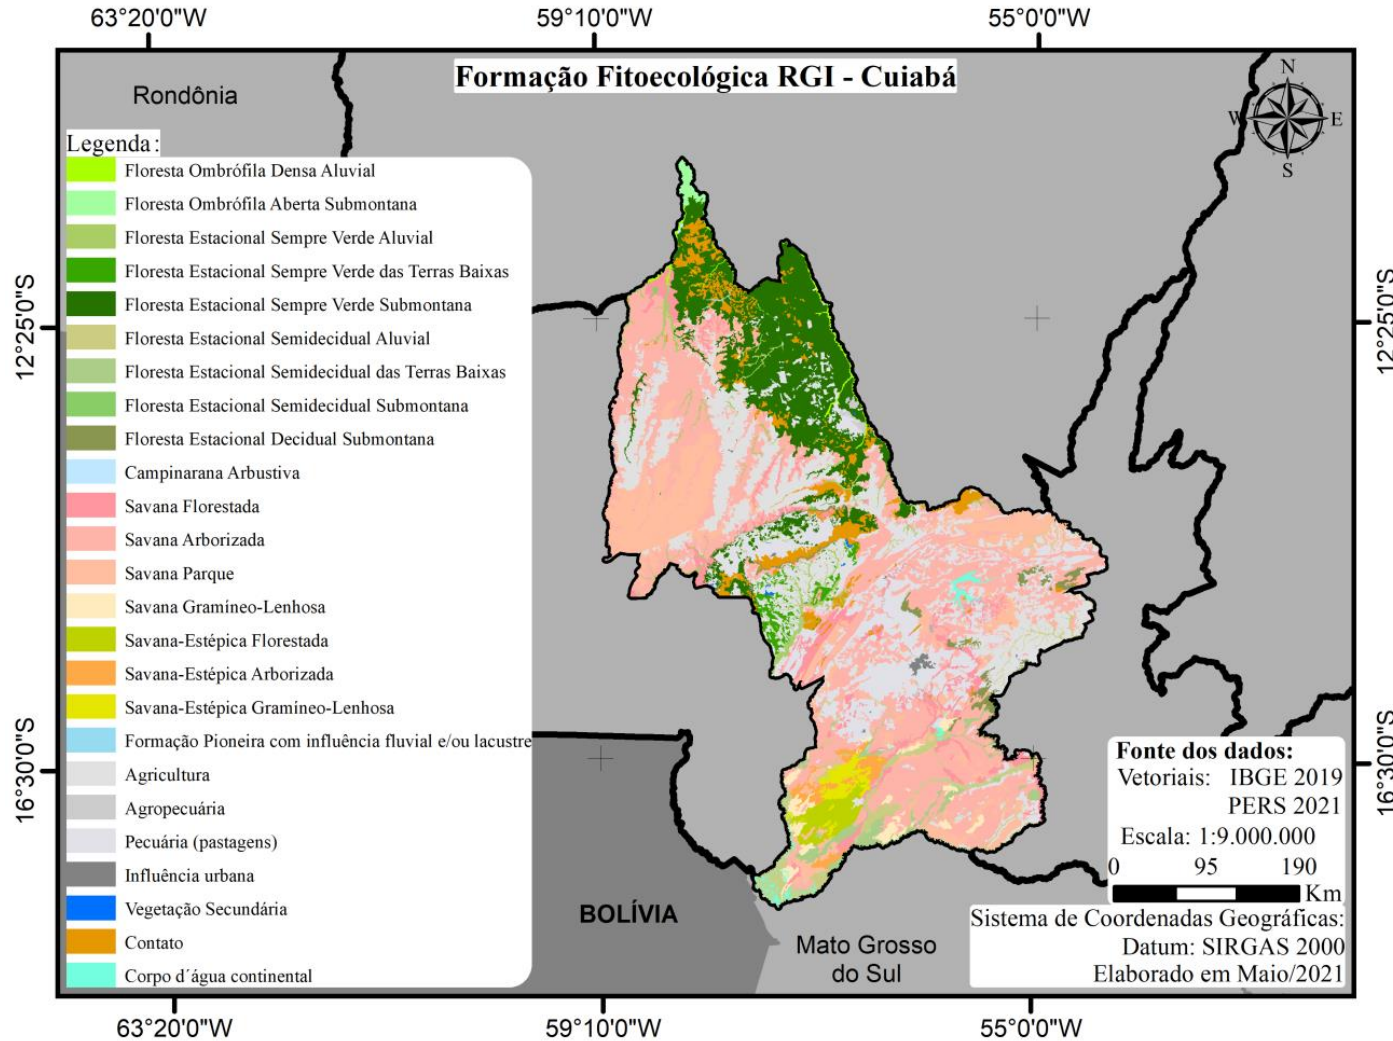 63°20'0"W
59°10'0"W
55°0'0"W
Formação Fitoecológica RGI - Cuiabá
Rondônia
N
W
E
S
Legenda:
Floresta Ombrófila Densa Aluvial
Floresta Ombrófila Aberta Submontana
Floresta Estacional Sempre Verde Aluvial
Floresta Estacional Sempre Verde das Terras Baixas
Floresta Estacional Sempre Verde Submontana
Floresta Estacional Semidecidual Aluvial
Floresta Estacional Semidecidual das Terras Baixas
Floresta Estacional Semidecidual Submontana
Floresta Estacional Decidual Submontana
Campinarana Arbustiva
Savana Florestada
Savana Arborizada
Savana Parque
Savana Gramíneo-Lenhosa
Savana-Estépica Florestada
Savana-Estépica Arborizada
Savana-Estépica Gramíneo-Lenhosa
Formação Pioneira com influência fluvial e/ou lacustre
Agricultura
Agropecuária
Pecuária (pastagens)
Influência urbana
Vegetação Secundária
Contato
Corpo d´água continental
12°25'0"S
12°25'0"S
16°30'0"S
16°30'0"S
BOLÍVIA
Mato Grosso
do Sul
Fonte dos dados:
Vetoriais: IBGE 2019
PERS 2021
Escala: 1:9.000.000
0 95 190
Km
Sistema de Coordenadas Geográficas:
Datum: SIRGAS 2000
Elaborado em Maio/2021
63°20'0"W
59°10'0"W
55°0'0"W